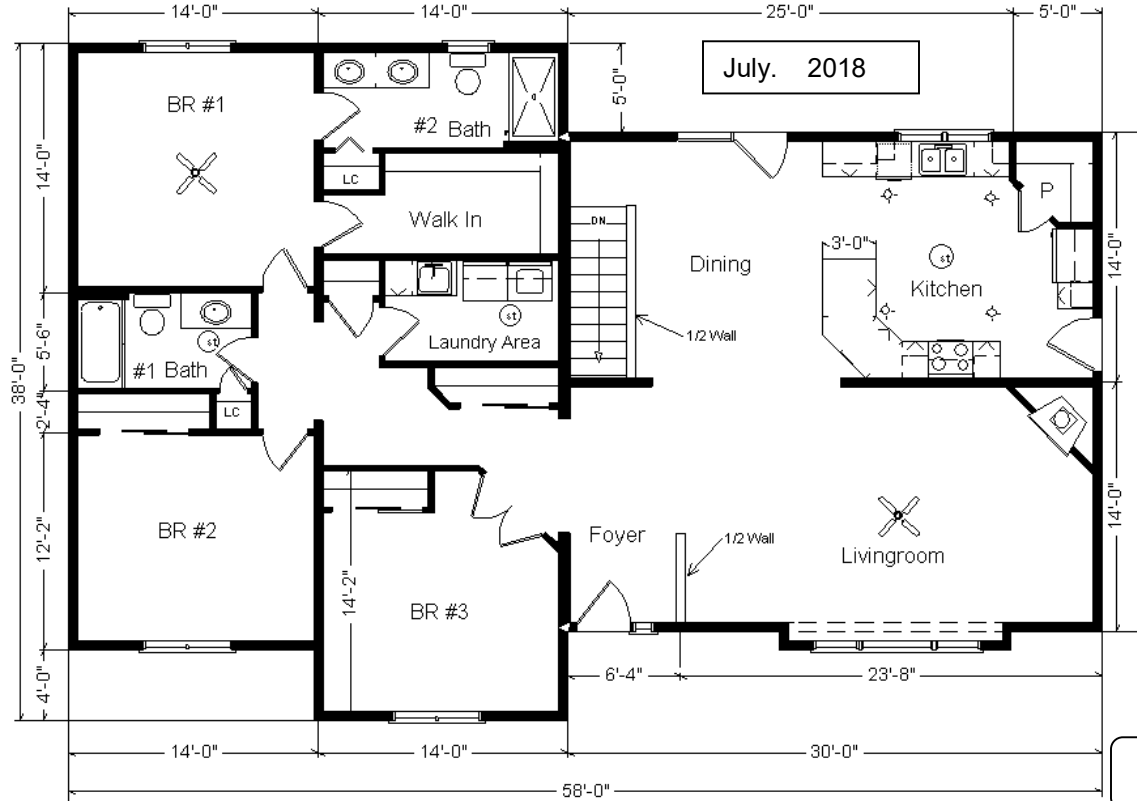 14'-0" 14'-0" 25'-0" 5'-0"
July. 2018
5'-0"
BR #1
#2 Bath
14'-0"
LC
P
Walk In
DN
3'-0"
st
Dining
Kitchen
14'-0"
1/2 Wall
st
Laundry Area
5'-6"
st
#1 Bath
38'-0"
2'-4"
LC
BR #2
12'-2"
Foyer
1/2 Wall
Livingroom
14'-0"
14'-2"
BR #3
4'-0"
6'-4" 23'-8"
14'-0" 14'-0" 30'-0"
58'-0"